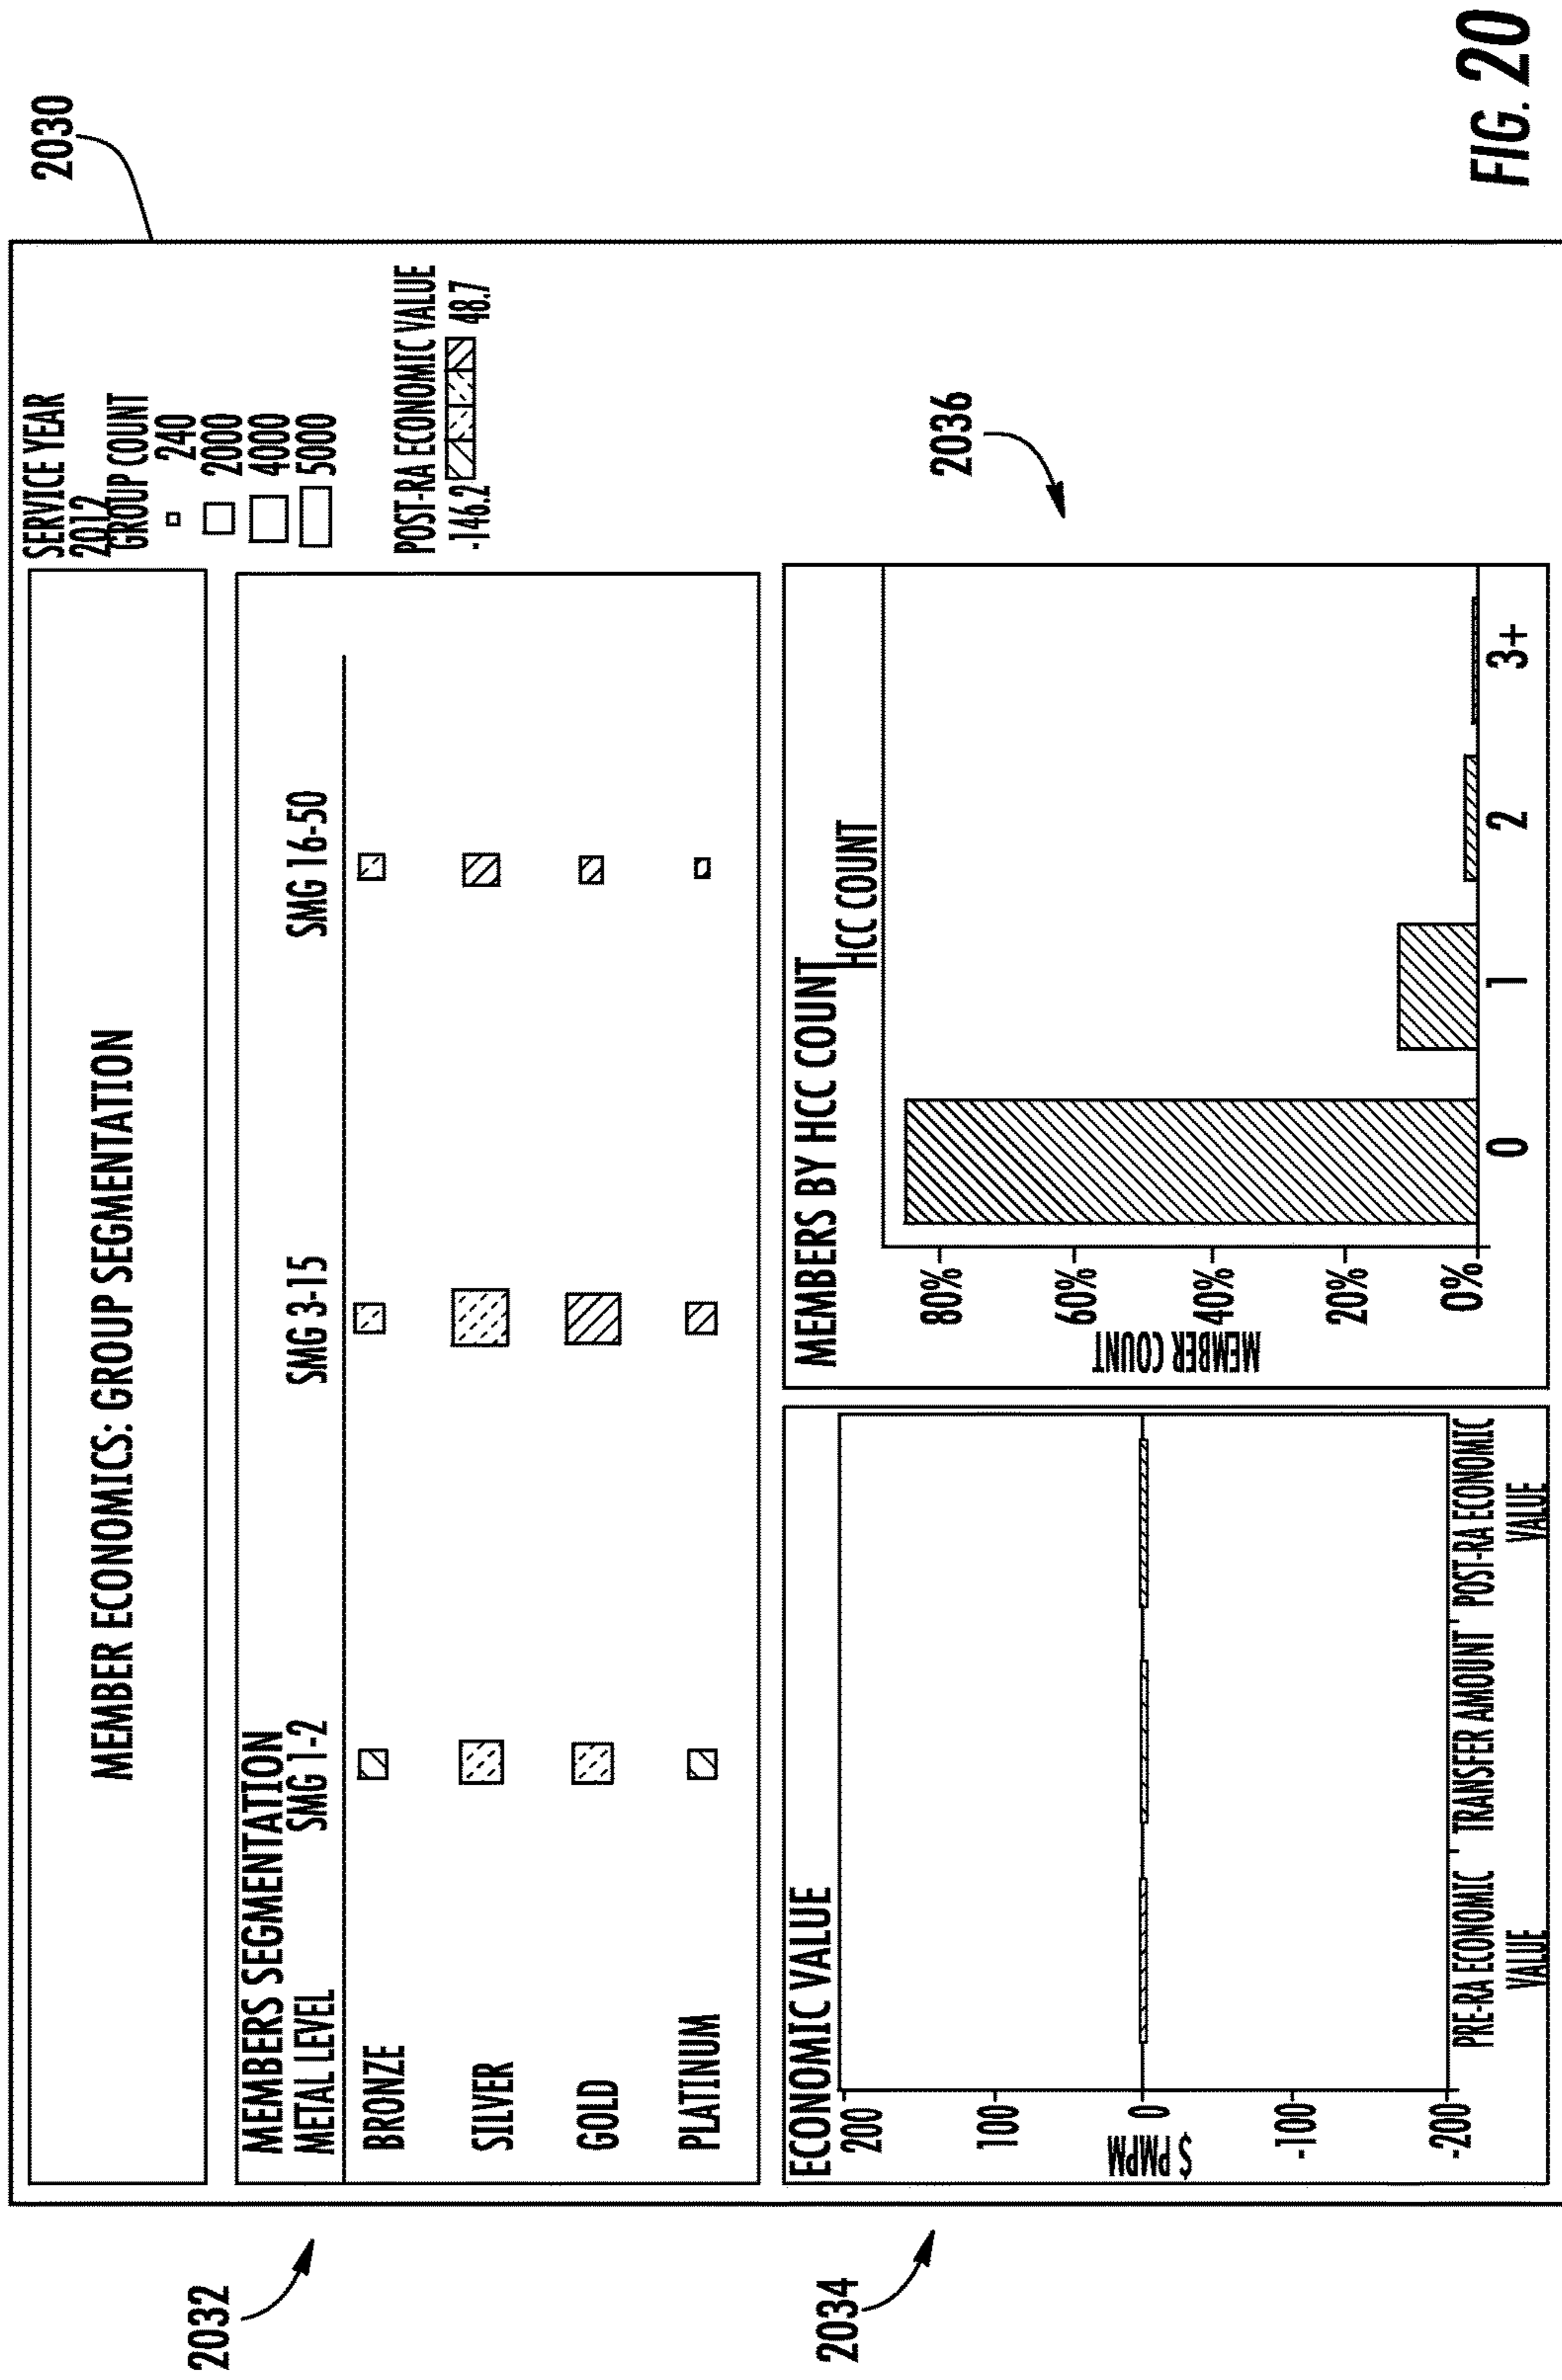 2030
MEMBER ECONOMICS: GROUP SEGMENTATION
SERVICE YEAR
2012
GROUP COUNT
240
2000
4000
5000
POST-RA ECONOMIC VALUE
-146.2 48.7
2032
MEMBERS SEGMENTATION
METAL LEVEL SMG 1-2 SMG 3-15 SMG 16-50
BRONZE
SILVER
GOLD
PLATINUM
2034
ECONOMIC VALUE
200
100
0
-100
-200
$ PMPM
PRE-RA ECONOMIC VALUE
TRANSFER AMOUNT
POST-RA ECONOMIC VALUE
2036
MEMBERS BY HCC COUNT
HCC COUNT
80%
60%
40%
20%
0%
MEMBER COUNT
0 1 2 3+
FIG. 20